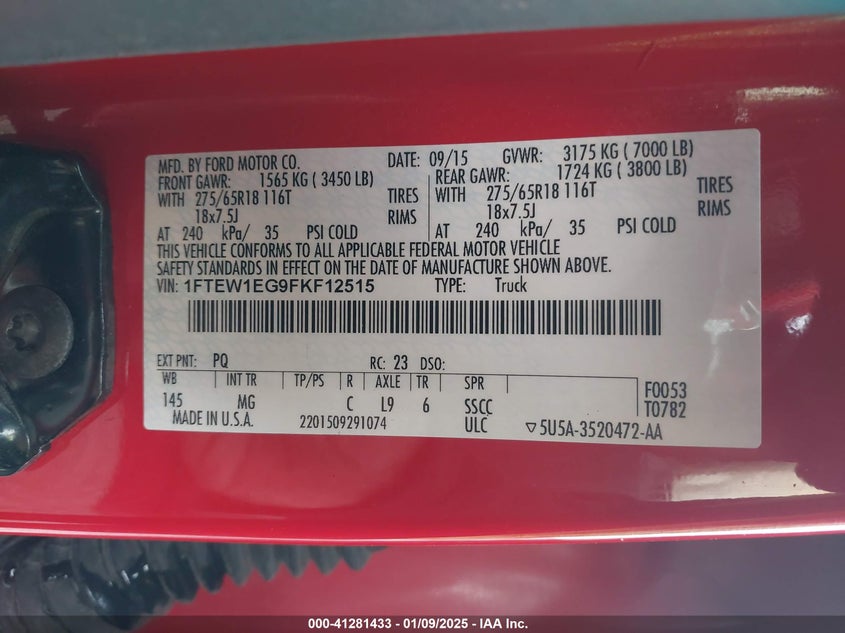 MFD. BY FORD MOTOR CO. DATE: 09/15 GVWR: 3175 KG ( 7000 LB)
FRONT GAWR: 1565 KG ( 3450 LB) REAR GAWR: 1724 KG ( 3800 LB)
WITH 275/65R18 116T TIRES WITH 275/65R18 116T TIRES
18x7.5J RIMS 18x7.5J RIMS
AT 240 kPa/ 35 PSI COLD AT 240 kPa/ 35 PSI COLD
THIS VEHICLE CONFORMS TO ALL APPLICABLE FEDERAL MOTOR VEHICLE
SAFETY STANDARDS IN EFFECT ON THE DATE OF MANUFACTURE SHOWN ABOVE.
VIN: 1FTEW1EG9FKF12515 TYPE: Truck
EXT PNT: PQ RC: 23 DSO:
WB INT TR TP/PS R AXLE TR SPR F0053
145 MG C L9 6 SSCC T0782
MADE IN U.S.A. 2201509291074 ULC ▽5U5A-3520472-AA
000-41281433 - 01/09/2025 - IAA Inc.